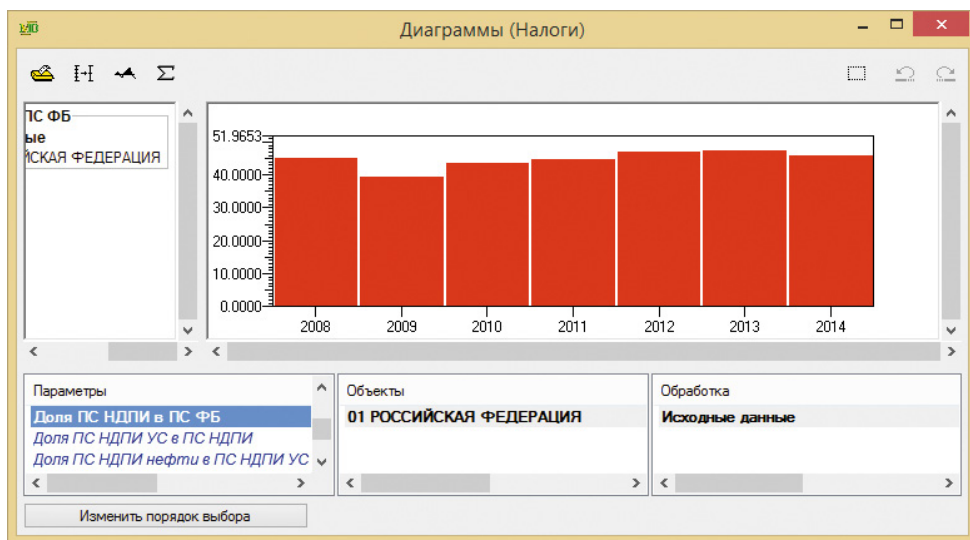 Диаграммы (Налоги)
ПС ФБ
ые
ЙСКАЯ ФЕДЕРАЦИЯ
51.9653
40.0000
30.0000
20.0000
10.0000
0.0000
2008 2009 2010 2011 2012 2013 2014
Параметры
Доля ПС НДПИ в ПС ФБ
Доля ПС НДПИ УС в ПС НДПИ
Доля ПС НДПИ нефти в ПС НДПИ УС
Объекты
01 РОССИЙСКАЯ ФЕДЕРАЦИЯ
Обработка
Исходные данные
Изменить порядок выбора